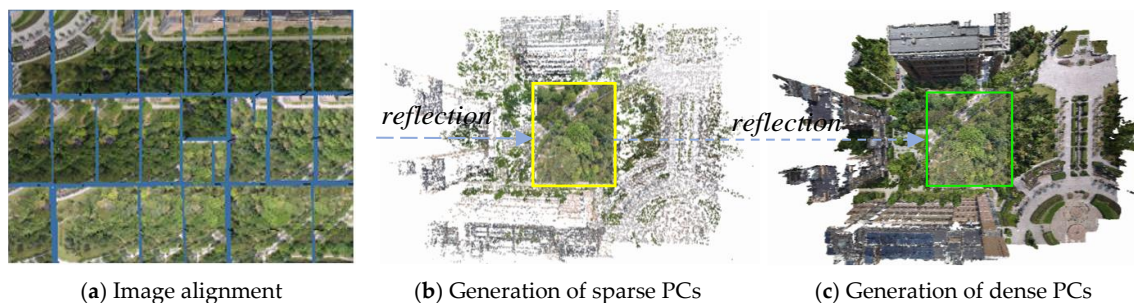 reflection
reflection
(a) Image alignment
(b) Generation of sparse PCs
(c) Generation of dense PCs